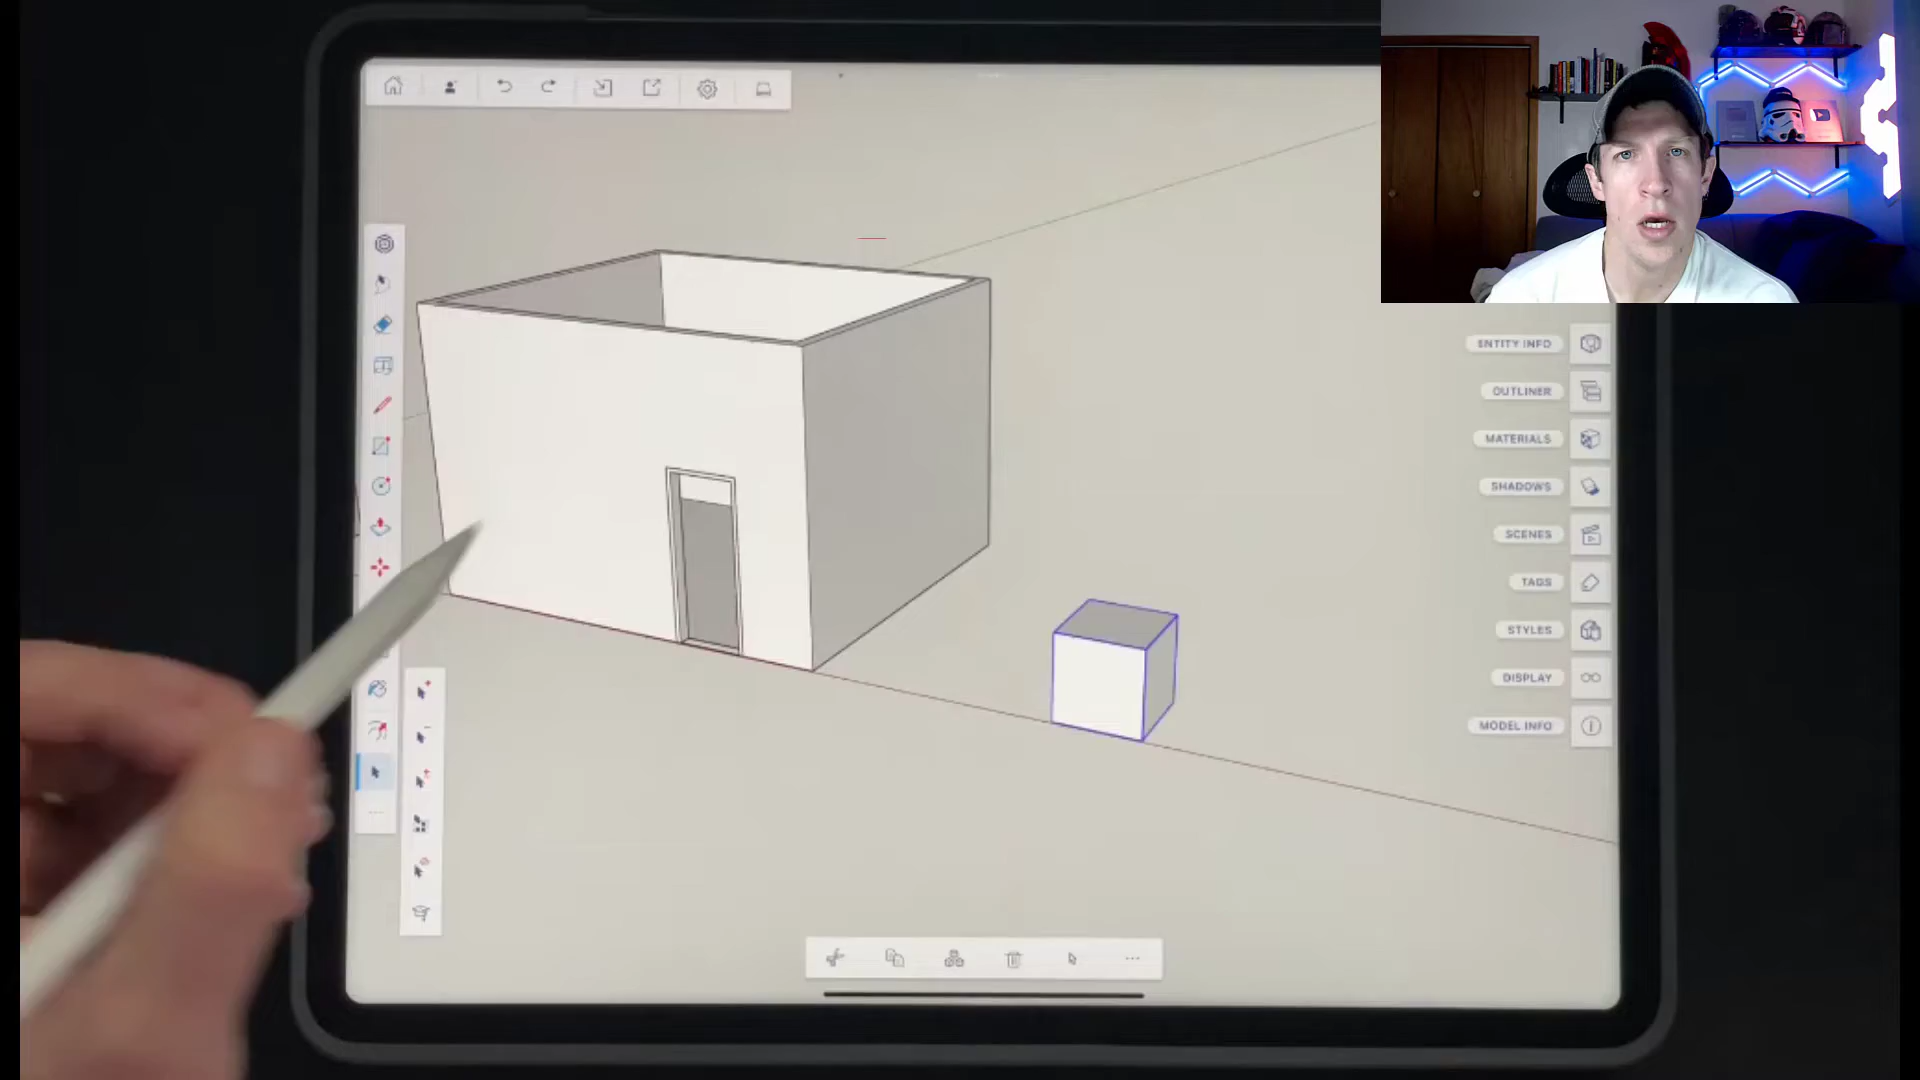 ENTITY INFO
OUTLINER
MATERIALS
SHADOWS
SCENES
TAGS
STYLES
DISPLAY
MODEL INFO